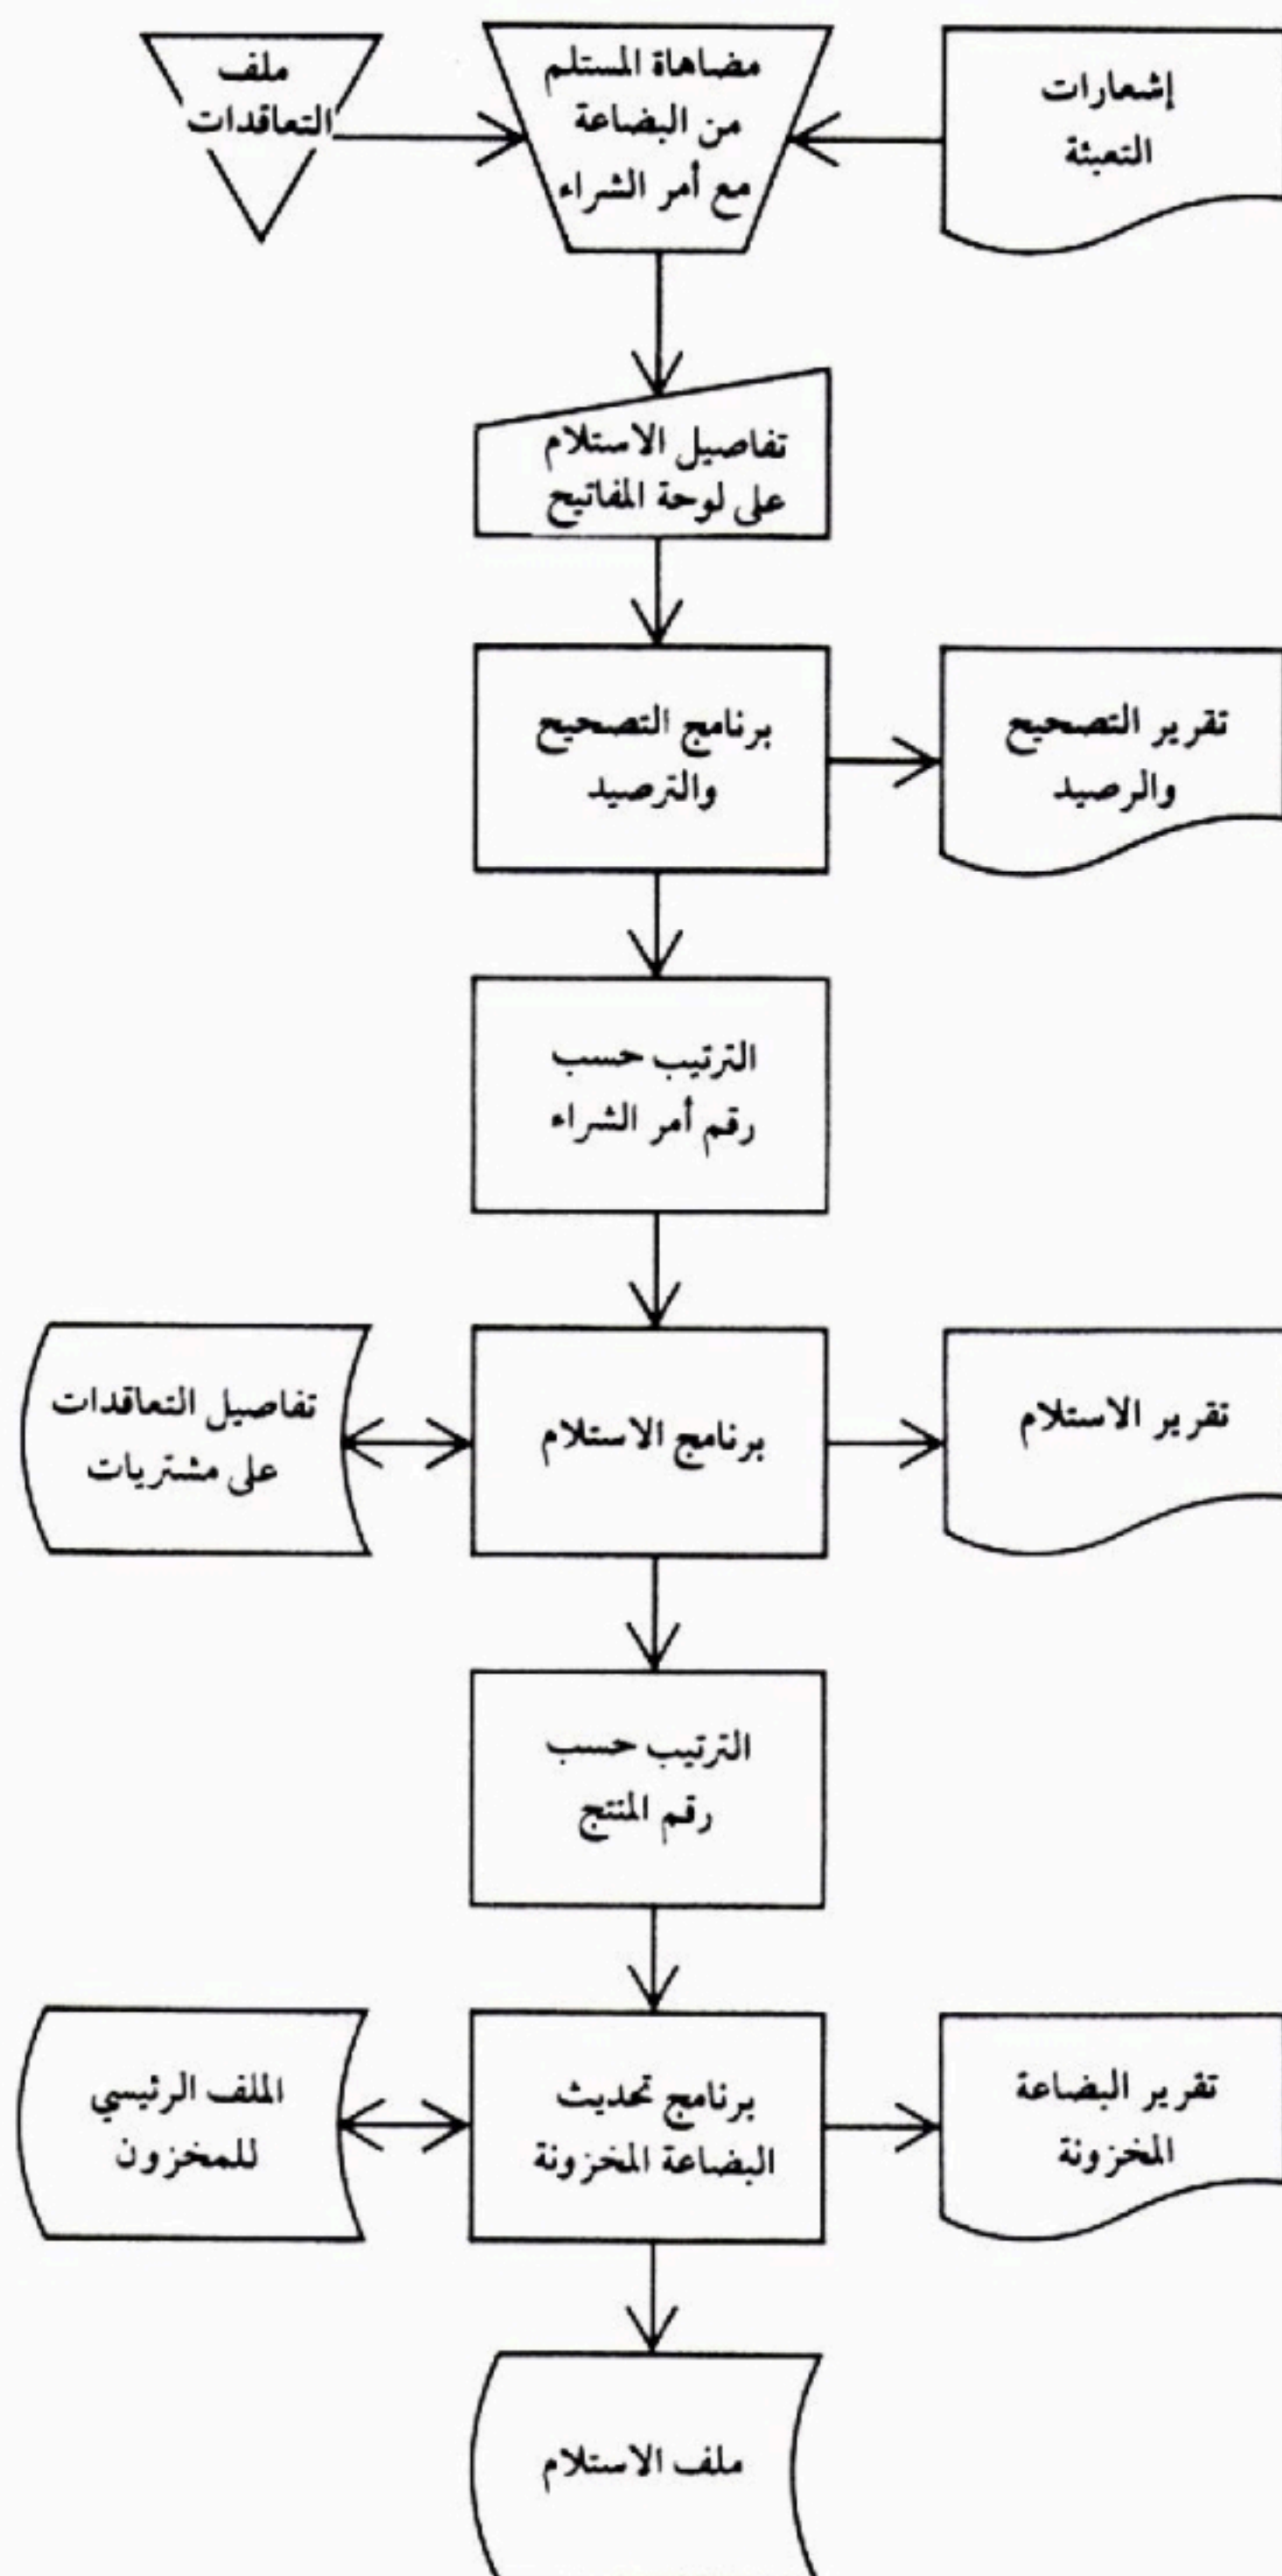 إشعارات
التعبئة
مضاهاة المستلم
من البضاعة
مع أمر الشراء
ملف
التعاقدات
تفاصيل الاستلام
على لوحة المفاتيح
برنامج التصحيح
والترصيد
تقرير التصحيح
والرصيد
الترتيب حسب
رقم أمر الشراء
تقرير الاستلام
برنامج الاستلام
تفاصيل التعاقدات
على مشتريات
الترتيب حسب
رقم المنتج
تقرير البضاعة
المخزونة
برنامج تحديث
البضاعة المخزونة
الملف الرئيسي
للمخزون
ملف الاستلام